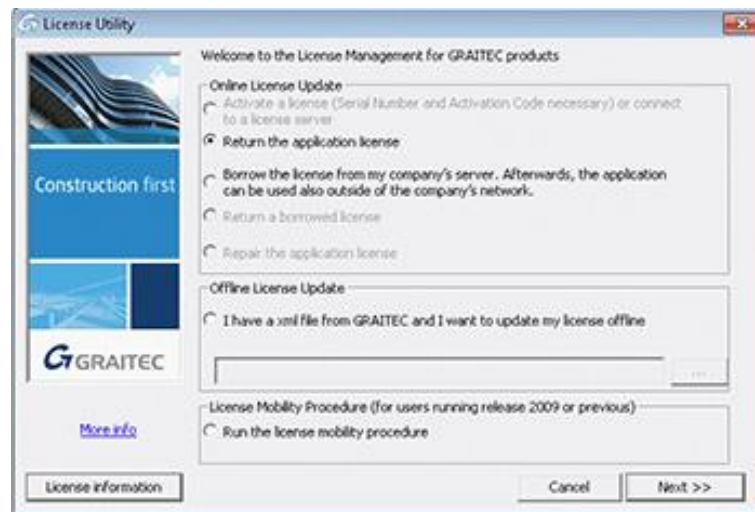 License Utility
Welcome to the License Management for GRAITEC products
Online License Update
Activate a license (Serial Number and Activation Code necessary) or connect
to a license server
Return the application license
Borrow the license from my company's server. Afterwards, the application
can be used also outside of the company's network.
Return a borrowed license
Repair the application license
Construction first
Offline License Update
I have a xml file from GRAITEC and I want to update my license offline
...
GRAITEC
License Mobility Procedure (for users running release 2009 or previous)
Run the license mobility procedure
More info
License information
Cancel
Next >>